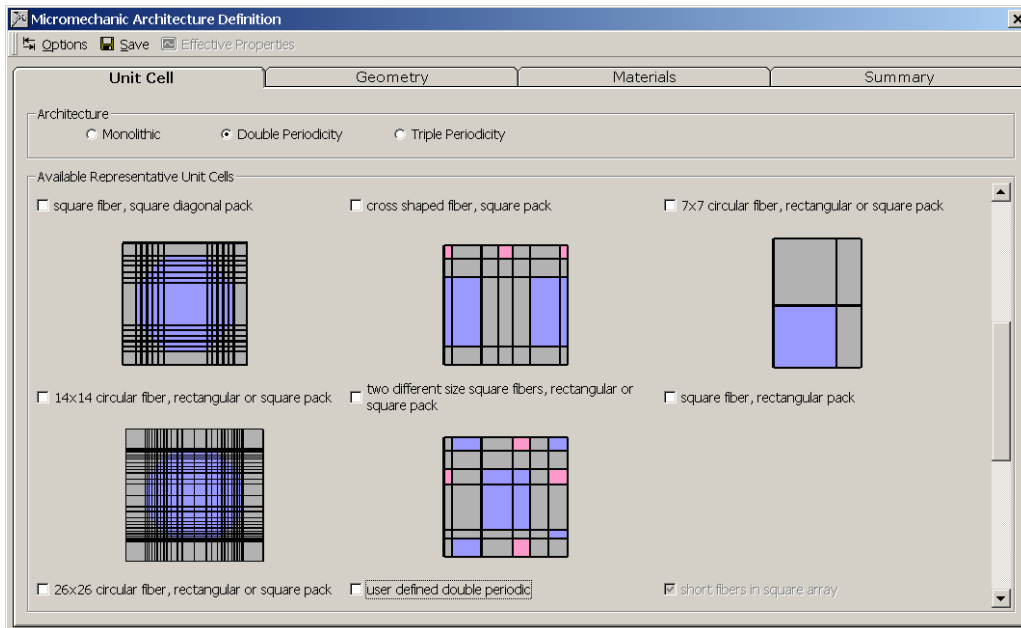 Micromechanic Architecture Definition
Options Save Effective Properties
Unit Cell Geometry Materials Summary
Architecture
Monolithic Double Periodicity Triple Periodicity
Available Representative Unit Cells
square fiber, square diagonal pack
cross shaped fiber, square pack
7x7 circular fiber, rectangular or square pack
14x14 circular fiber, rectangular or square pack
two different size square fibers, rectangular or
square pack
square fiber, rectangular pack
26x26 circular fiber, rectangular or square pack
user defined double periodic
short fibers in square array